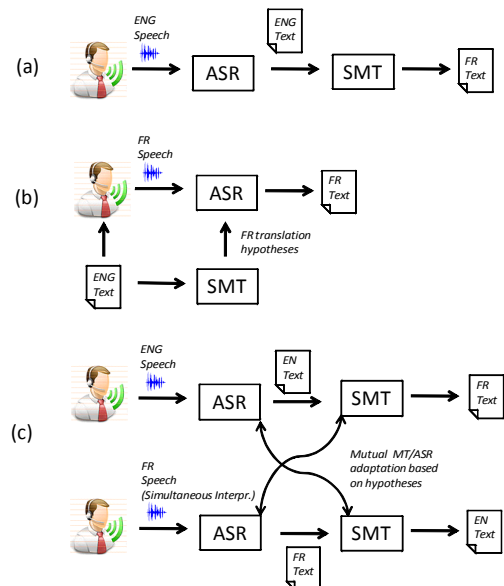 ENG
Speech
ENG
Text
(a)
ASR
SMT
FR
Text
FR
Speech
(b)
ASR
FR
Text
FR translation
hypotheses
ENG
Text
SMT
ENG
Speech
EN
Text
ASR
SMT
FR
Text
(c)
Mutual MT/ASR
adaptation based
on hypotheses
FR
Speech
(Simultaneous Interpr.)
ASR
SMT
EN
Text
FR
Text